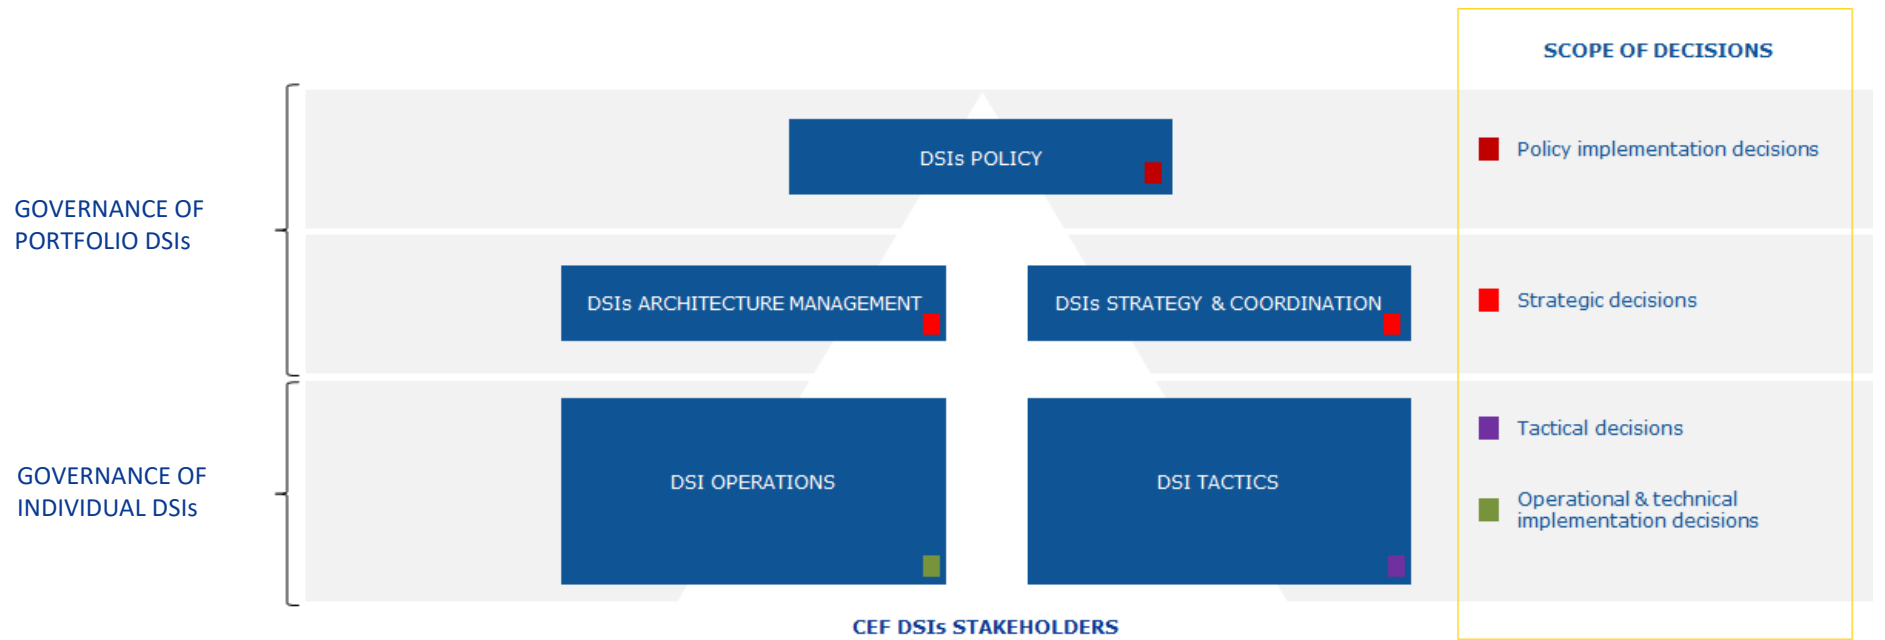 SCOPE OF DECISIONS
DSIs POLICY
Policy implementation decisions
GOVERNANCE OF
PORTFOLIO DSIs
DSIs ARCHITECTURE MANAGEMENT
DSIs STRATEGY & COORDINATION
Strategic decisions
GOVERNANCE OF
INDIVIDUAL DSIs
DSI OPERATIONS
DSI TACTICS
Tactical decisions
Operational & technical
implementation decisions
CEF DSIs STAKEHOLDERS